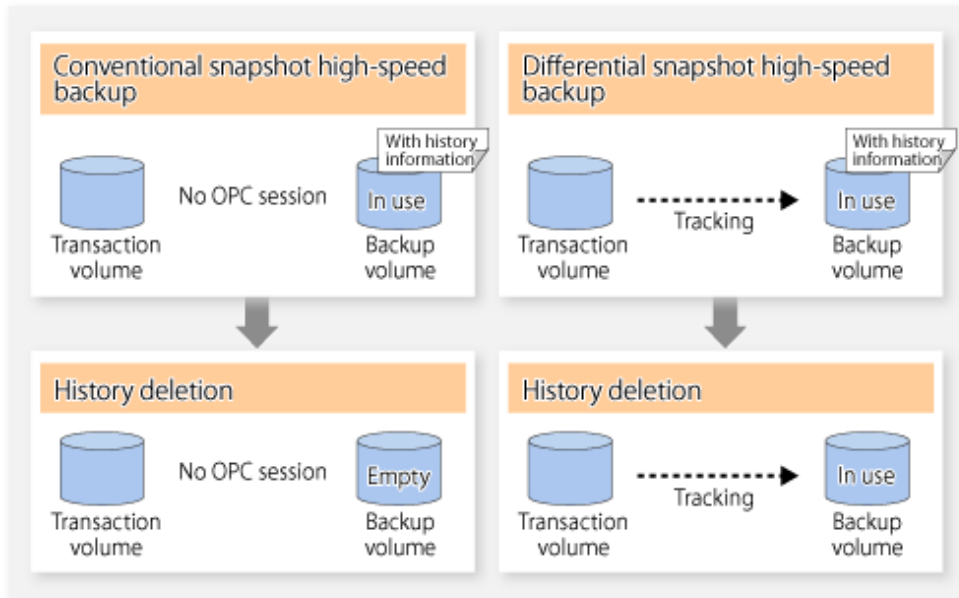 Conventional snapshot high-speed
backup
With history
information
No OPC session
In use
Transaction
volume
Backup
volume
Differential snapshot high-speed
backup
With history
information
Tracking
In use
Transaction
volume
Backup
volume
History deletion
No OPC session
Empty
Transaction
volume
Backup
volume
History deletion
Tracking
In use
Transaction
volume
Backup
volume